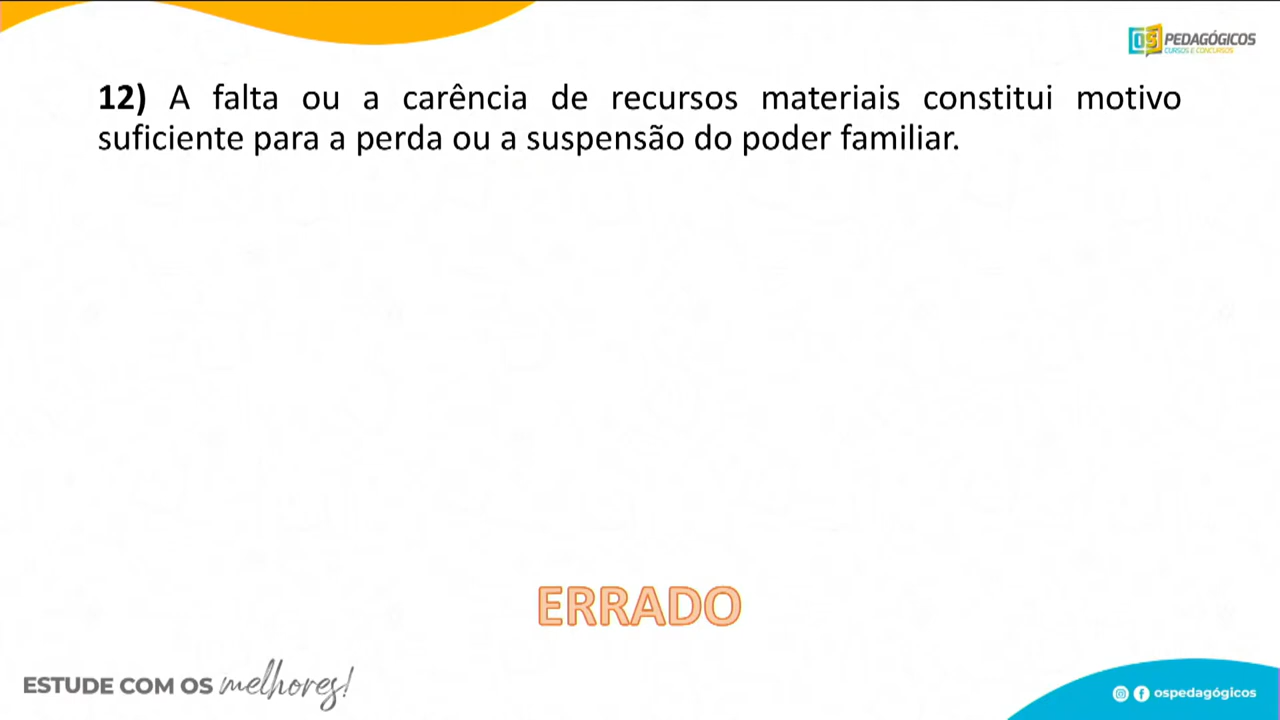 OS PEDAGÓGICOS
CURSOS E CONCURSOS
12) A falta ou a carência de recursos materiais constitui motivo
suficiente para a perda ou a suspensão do poder familiar.
ERRADO
ESTUDE COM OS melhores!
ospedagógicos